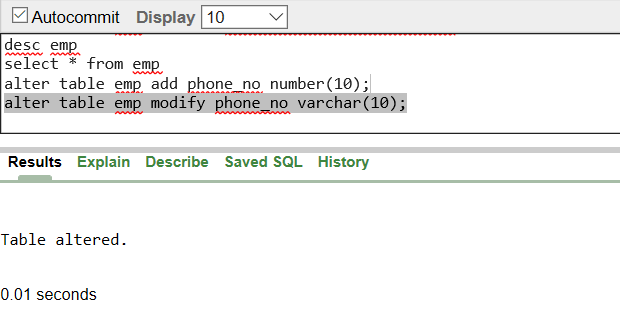 Autocommit Display 10
desc emp
select * from emp
alter table emp add phone_no number(10);
alter table emp modify phone_no varchar(10);
Results Explain Describe Saved SQL History
Table altered.
0.01 seconds